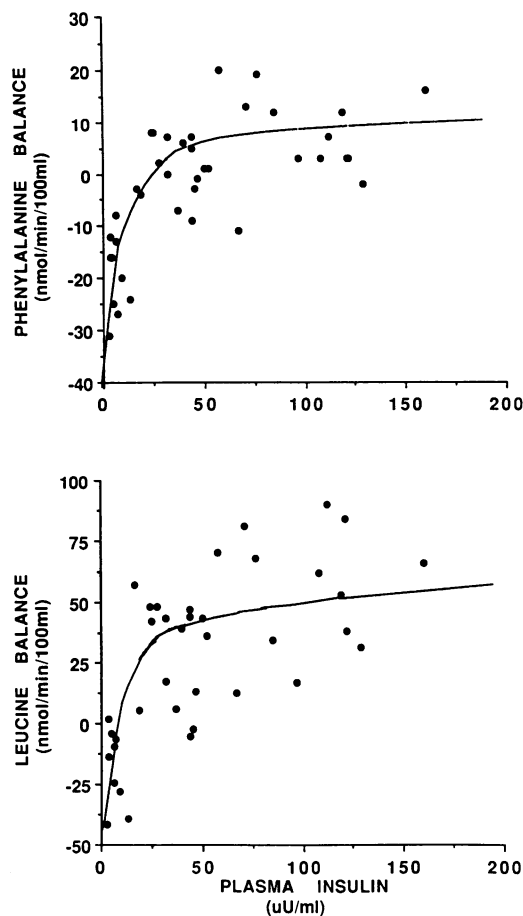 30
20
10
0
-10
-20
-30
-40
PHENYLALANINE BALANCE
(nmol/min/100ml)
0 50 100 150 200
100
75
50
25
0
-25
-50
LEUCINE BALANCE
(nmol/min/100ml)
0 50 100 150 200
PLASMA INSULIN
(uU/ml)